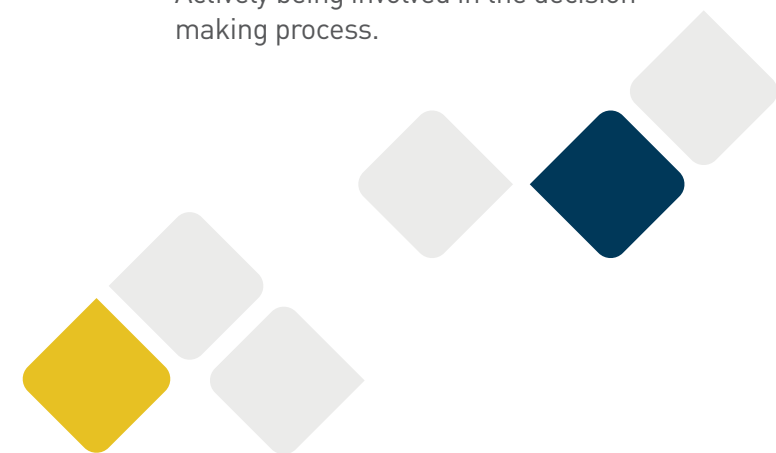 Actively being involved in the decision
making process.